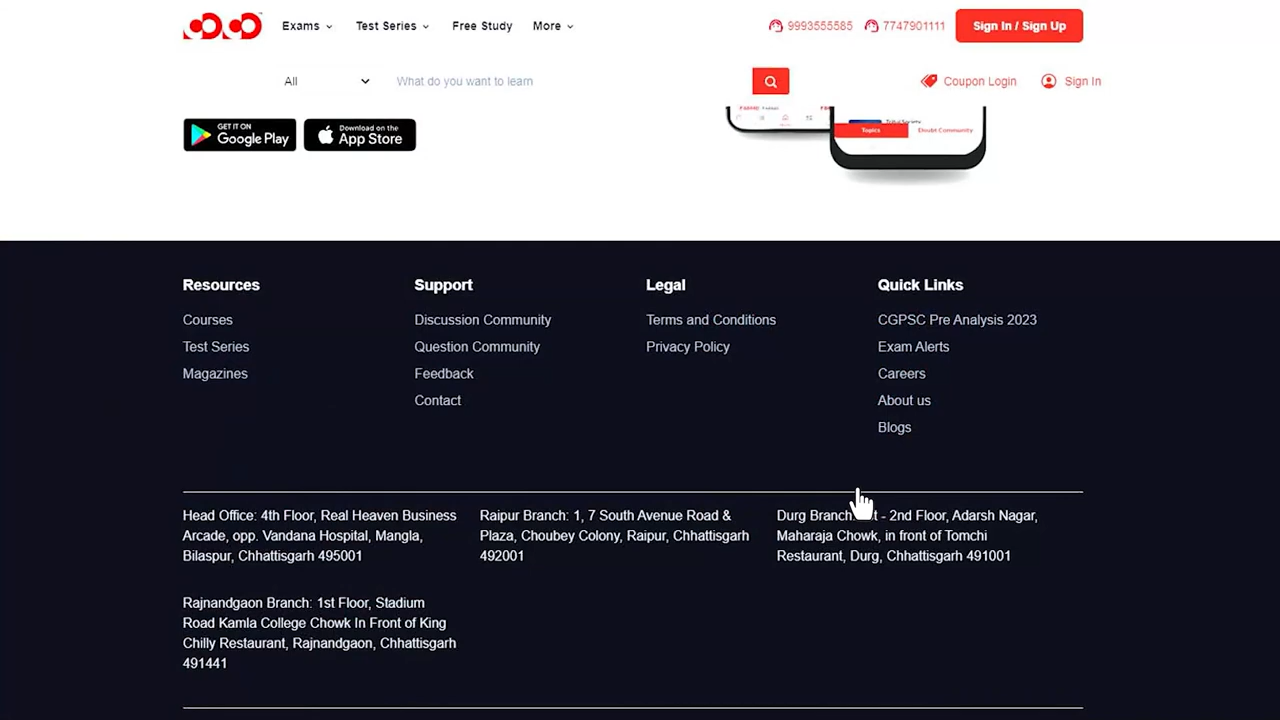 Exams Test Series Free Study More 9993555585 7747901111 Sign In / Sign Up
All What do you want to learn Coupon Login Sign In
GET IT ON Google Play Download on the App Store
Topics Doubt Community
Resources Support Legal Quick Links
Courses Discussion Community Terms and Conditions CGPSC Pre Analysis 2023
Test Series Question Community Privacy Policy Exam Alerts
Magazines Feedback Careers
Contact About us
Blogs
Head Office: 4th Floor, Real Heaven Business
Arcade, opp. Vandana Hospital, Mangla,
Bilaspur, Chhattisgarh 495001
Raipur Branch: 1, 7 South Avenue Road &
Plaza, Choubey Colony, Raipur, Chhattisgarh
492001
Durg Branch: - 2nd Floor, Adarsh Nagar,
Maharaja Chowk, in front of Tomchi
Restaurant, Durg, Chhattisgarh 491001
Rajnandgaon Branch: 1st Floor, Stadium
Road Kamla College Chowk In Front of King
Chilly Restaurant, Rajnandgaon, Chhattisgarh
491441